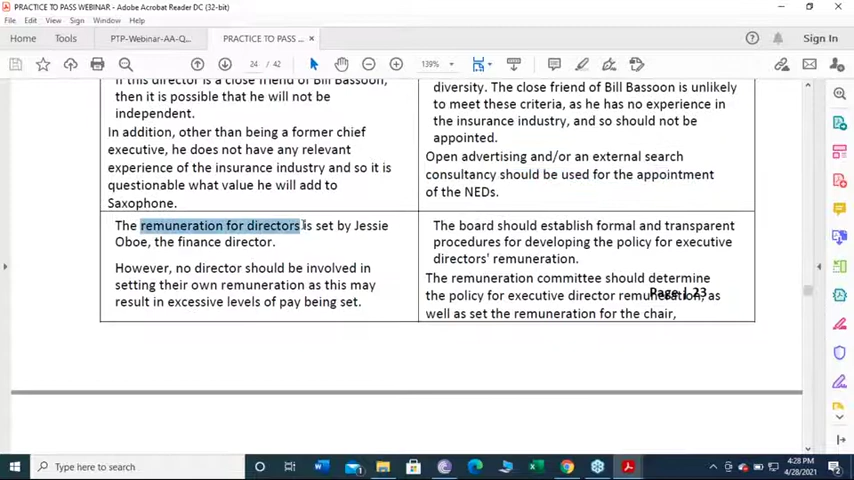 PRACTICE TO PASS WEBINAR - Adobe Acrobat Reader DC (32-bit)
File Edit View Sign Window Help
Home Tools PTP-Webinar-AA-Q... PRACTICE TO PASS ... × Sign In
24 / 42 139%
If this director is a close friend of Bill Bassoon,
then it is possible that he will not be
independent.
In addition, other than being a former chief
executive, he does not have any relevant
experience of the insurance industry and so it is
questionable what value he will add to
Saxophone.
diversity. The close friend of Bill Bassoon is unlikely
to meet these criteria, as he has no experience in
the insurance industry, and so should not be
appointed.
Open advertising and/or an external search
consultancy should be used for the appointment
of the NEDs.
The remuneration for directors is set by Jessie
Oboe, the finance director.
However, no director should be involved in
setting their own remuneration as this may
result in excessive levels of pay being set.
The board should establish formal and transparent
procedures for developing the policy for executive
directors' remuneration.
The remuneration committee should determine
the policy for executive director remuneration, as
well as set the remuneration for the chair,
Page | 23
Type here to search
4:28 PM
4/28/2021